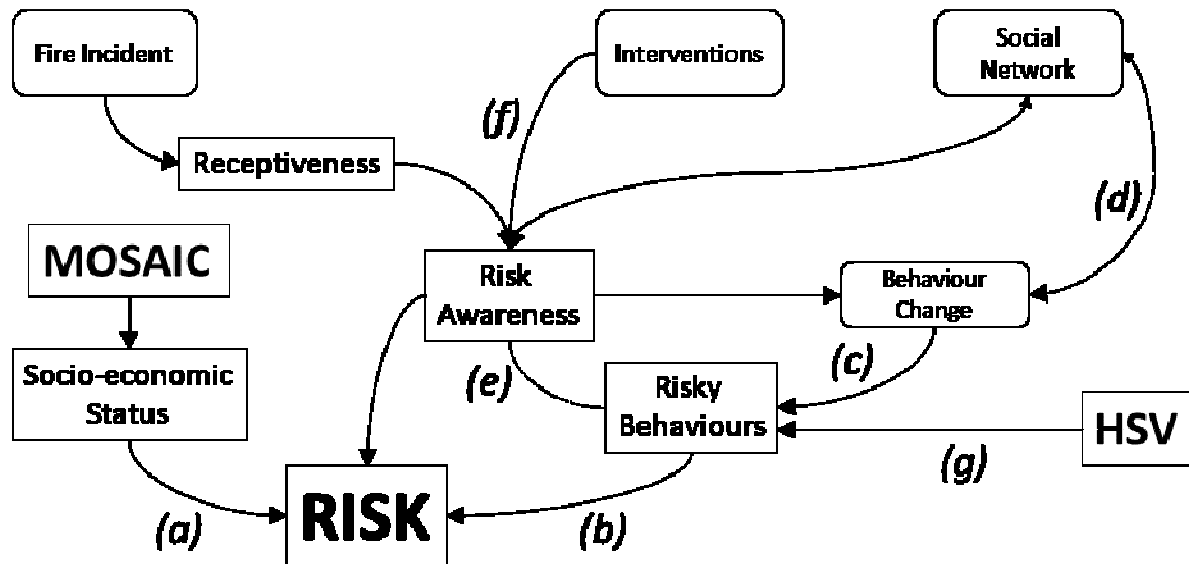 Fire Incident
Interventions
Social
Network
(f)
Receptiveness
(d)
MOSAIC
Risk
Awareness
Behaviour
Change
Socio-economic
Status
(e)
(c)
Risky
Behaviours
HSV
(g)
RISK
(a)
(b)